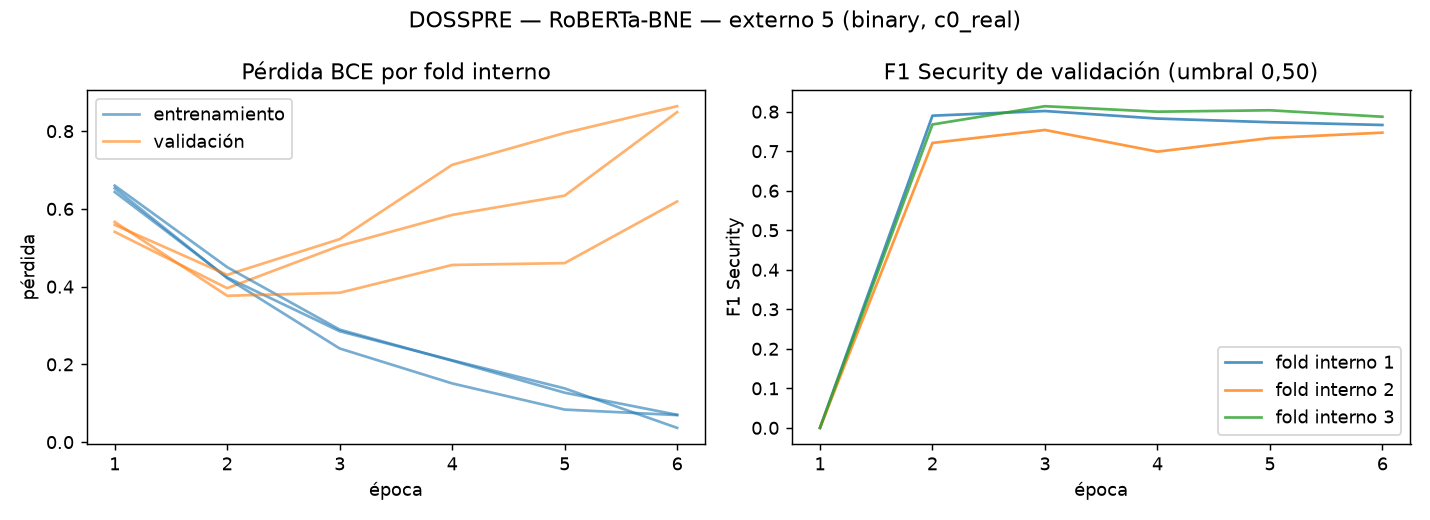 DOSSPRE — RoBERTa-BNE — externo 5 (binary, c0_real)
Pérdida BCE por fold interno
entrenamiento
validación
pérdida
0.8
0.6
0.4
0.2
0.0
1 2 3 4 5 6
época
F1 Security de validación (umbral 0,50)
F1 Security
0.8
0.7
0.6
0.5
0.4
0.3
0.2
0.1
0.0
fold interno 1
fold interno 2
fold interno 3
1 2 3 4 5 6
época